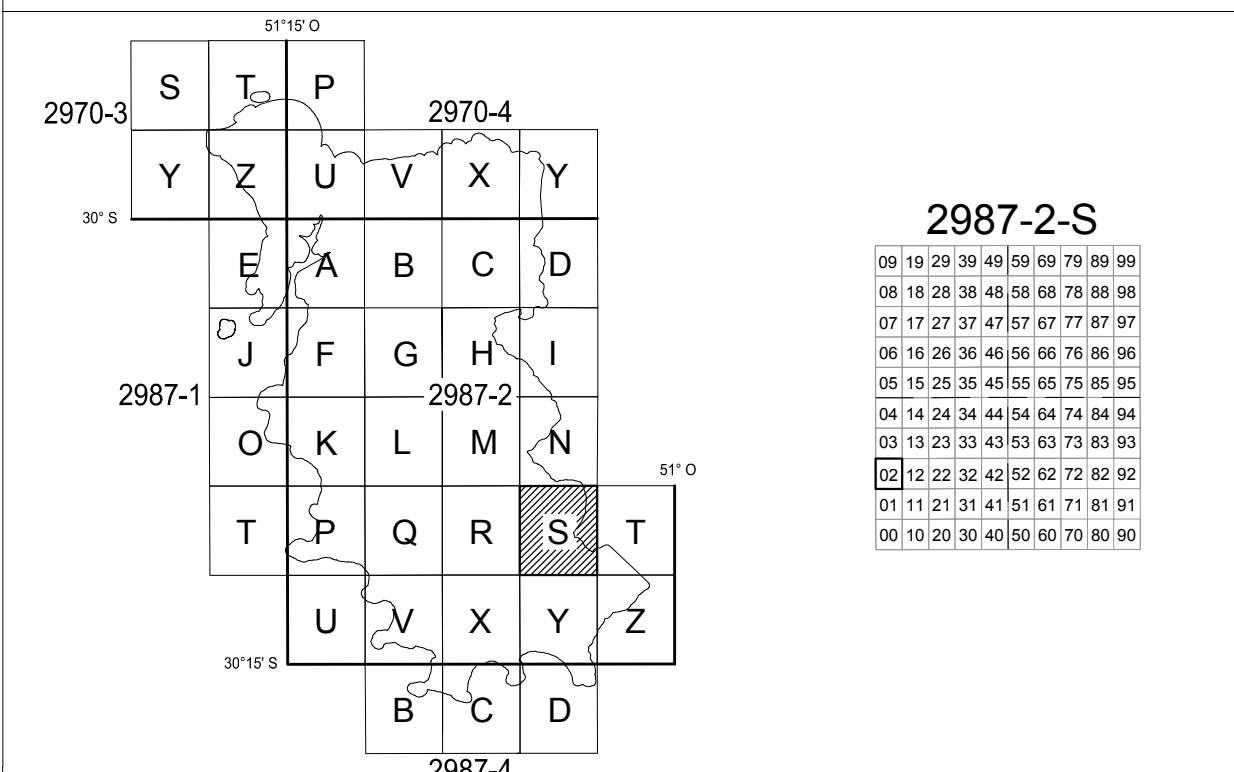 51°15' O
S T P
2970-3 2970-4
Y Z U V X Y
30° S
E A B C D
J F G H I
2987-1 2987-2
O K L M N
51° O
T P Q R S T
U V X Y Z
30°15' S
B C D
2987-4
2987-2-S
09 19 29 39 49 59 69 79 89 99
08 18 28 38 48 58 68 78 88 98
07 17 27 37 47 57 67 77 87 97
06 16 26 36 46 56 66 76 86 96
05 15 25 35 45 55 65 75 85 95
04 14 24 34 44 54 64 74 84 94
03 13 23 33 43 53 63 73 83 93
02 12 22 32 42 52 62 72 82 92
01 11 21 31 41 51 61 71 81 91
00 10 20 30 40 50 60 70 80 90